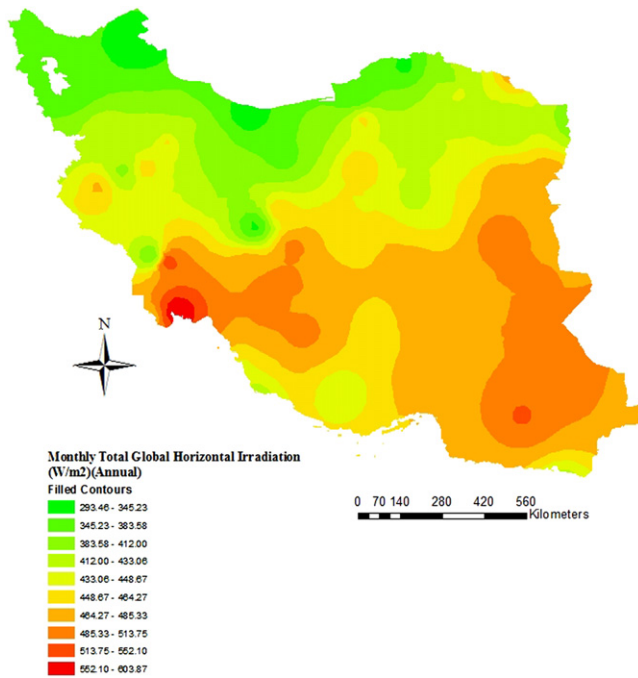 N
Monthly Total Global Horizontal Irradiation
(W/m2)(Annual)
Filled Contours
293.46 - 345.23
345.23 - 383.58
383.58 - 412.00
412.00 - 433.06
433.06 - 448.67
448.67 - 464.27
464.27 - 485.33
485.33 - 513.75
513.75 - 552.10
552.10 - 603.87
0 70 140 280 420 560
Kilometers